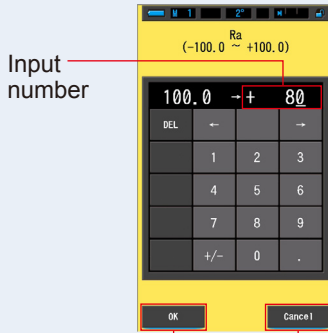 M 1 2° M
Ra
(-100.0 ~ +100.0)
Input
number
100.0 → + 80
DEL ← →
1 2 3
4 5 6
7 8 9
+/- 0 .
OK Cancel